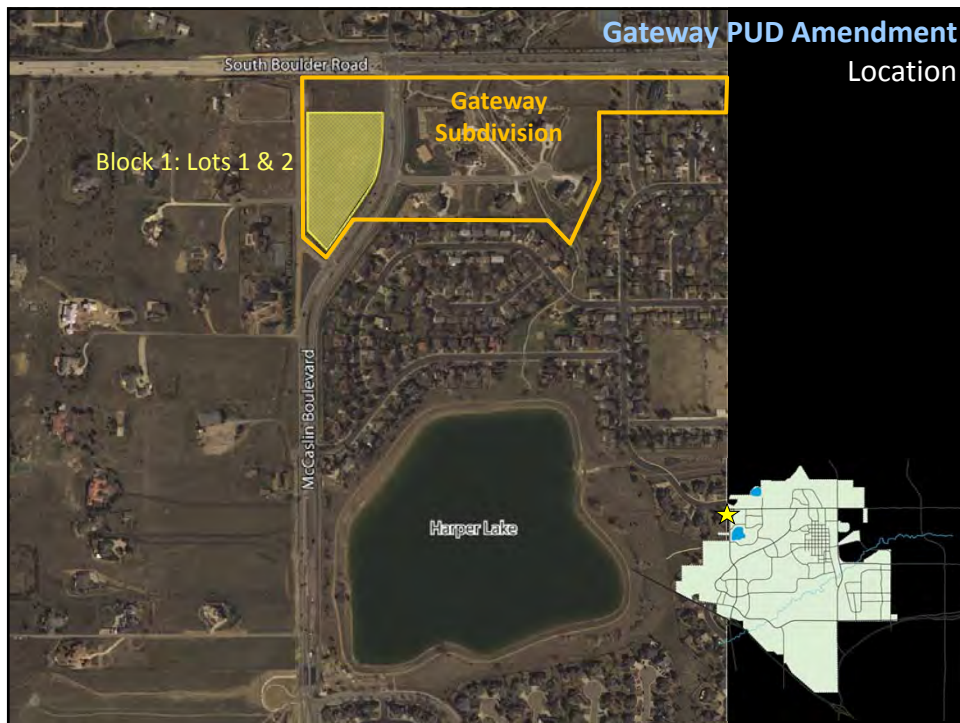 Gateway PUD Amendment
Location
South Boulder Road
Gateway
Subdivision
Block 1: Lots 1 & 2
McCaslin Boulevard
Harper Lake